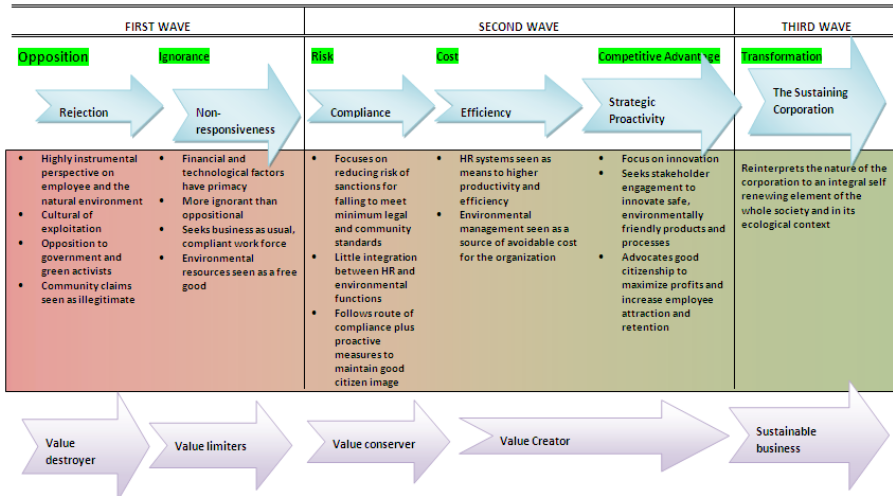 FIRST WAVE
SECOND WAVE
THIRD WAVE
Opposition
Ignorance
Risk
Cost
Competitive Advantage
Transformation
Rejection
Non-
responsiveness
Compliance
Efficiency
Strategic
Proactivity
The Sustaining
Corporation
• Highly instrumental
perspective on
employee and the
natural environment
• Cultural of
exploitation
• Opposition to
government and
green activists
• Community claims
seen as illegitimate
• Financial and
technological factors
have primacy
• More ignorant than
oppositional
• Seeks business as usual,
compliant work force
• Environmental
resources seen as a free
good
• Focuses on
reducing risk of
sanctions for
falling to meet
minimum legal
and community
standards
• Little integration
between HR and
environmental
functions
• Follows route of
compliance plus
proactive
measures to
maintain good
citizen image
• HR systems seen as
means to higher
productivity and
efficiency
• Environmental
management seen as a
source of avoidable cost
for the organization
• Focus on innovation
• Seeks stakeholder
engagement to
innovate safe,
environmentally
friendly products and
processes
• Advocates good
citizenship to
maximize profits and
increase employee
attraction and
retention
Reinterprets the nature of the
corporation to an integral self
renewing element of the
whole society and in its
ecological context
Value
destroyer
Value limiters
Value conserver
Value Creator
Sustainable
business